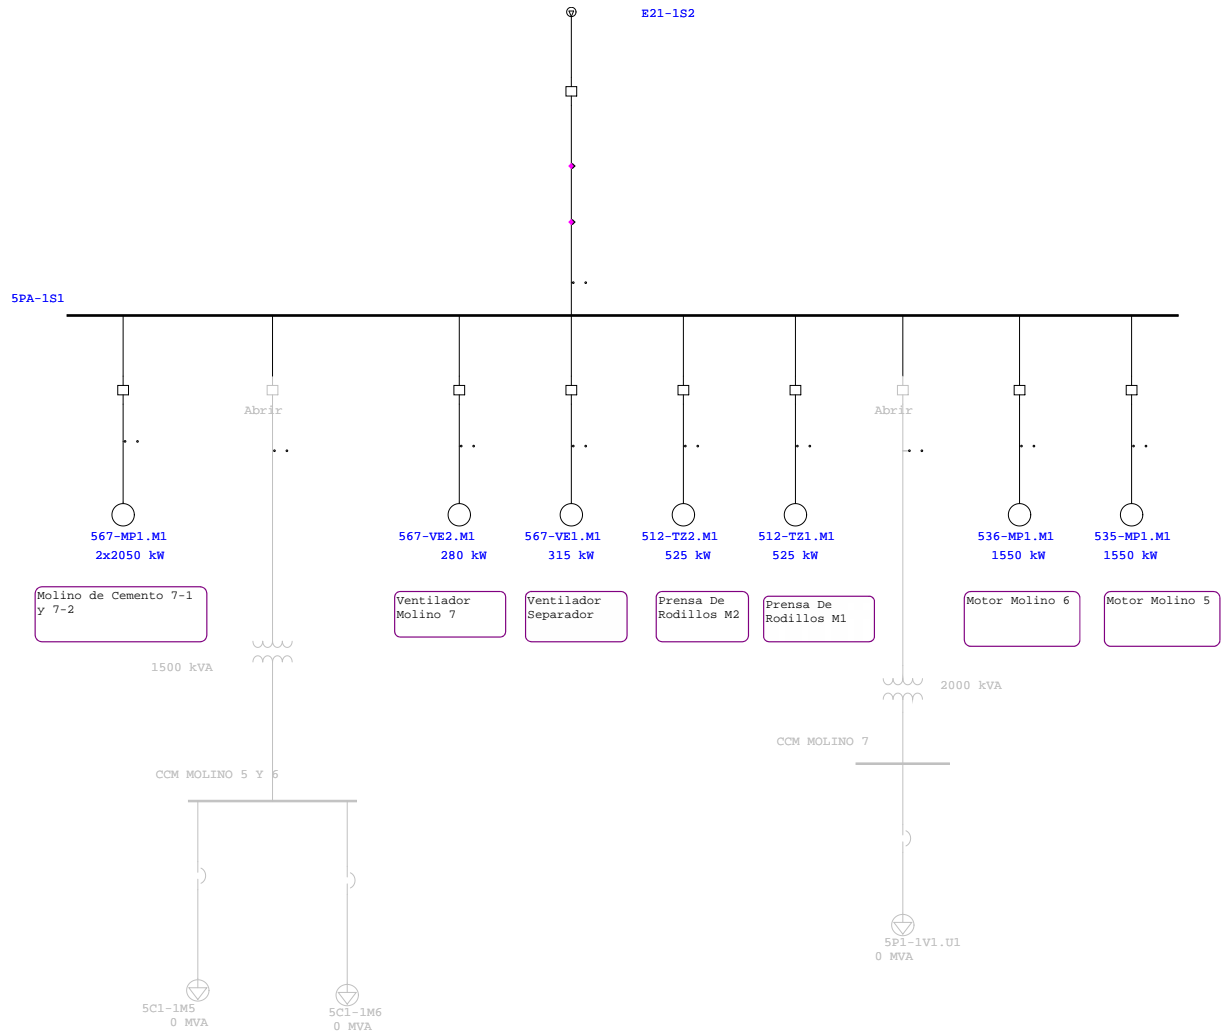 E21-1S2
5PA-1S1
Abrir
Abrir
567-MP1.M1
2x2050 kW
567-VE2.M1
280 kW
567-VE1.M1
315 kW
512-TZ2.M1
525 kW
512-TZ1.M1
525 kW
536-MP1.M1
1550 kW
535-MP1.M1
1550 kW
Molino de Cemento 7-1
y 7-2
Ventilador
Molino 7
Ventilador
Separador
Prensa De
Rodillos M2
Prensa De
Rodillos M1
Motor Molino 6
Motor Molino 5
1500 kVA
2000 kVA
CCM MOLINO 7
CCM MOLINO 5 Y 6
5P1-1V1.U1
0 MVA
5C1-1M5
0 MVA
5C1-1M6
0 MVA